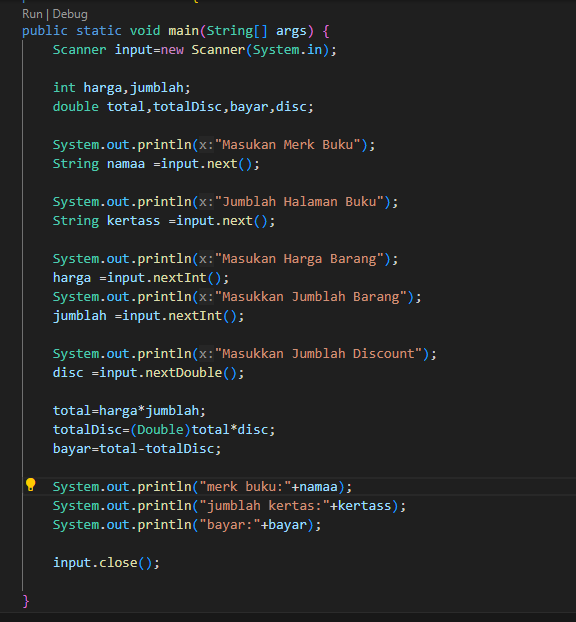 Run | Debug
public static void main(String[] args) {
Scanner input=new Scanner(System.in);
int harga,jumblah;
double total,totalDisc,bayar,disc;
System.out.println(x:"Masukan Merk Buku");
String namaa =input.next();
System.out.println(x:"Jumblah Halaman Buku");
String kertass =input.next();
System.out.println(x:"Masukan Harga Barang");
harga =input.nextInt();
System.out.println(x:"Masukkan Jumblah Barang");
jumblah =input.nextInt();
System.out.println(x:"Masukkan Jumblah Discount");
disc =input.nextDouble();
total=harga*jumblah;
totalDisc=(Double)total*disc;
bayar=total-totalDisc;
System.out.println("merk buku:"+namaa);
System.out.println("jumblah kertas:"+kertass);
System.out.println("bayar:"+bayar);
input.close();
}